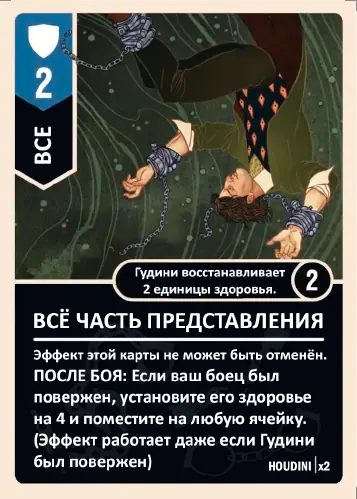 2
ВСЕ
Гудини восстанавливает
2 единицы здоровья.
2
ВСЁ ЧАСТЬ ПРЕДСТАВЛЕНИЯ
Эффект этой карты не может быть отменён.
ПОСЛЕ БОЯ: Если ваш боец был
повержен, установите его здоровье
на 4 и поместите на любую ячейку.
(Эффект работает даже если Гудини
был повержен)
HOUDINI | x2